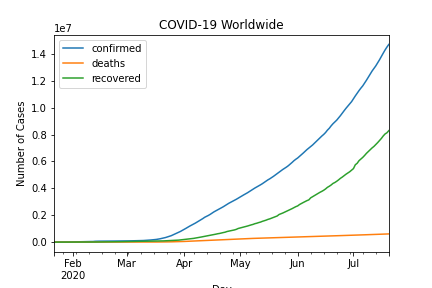 COVID-19 Worldwide
1e7
confirmed
deaths
recovered
1.4
1.2
1.0
0.8
0.6
0.4
0.2
0.0
Number of Cases
Feb Mar Apr May Jun Jul
2020